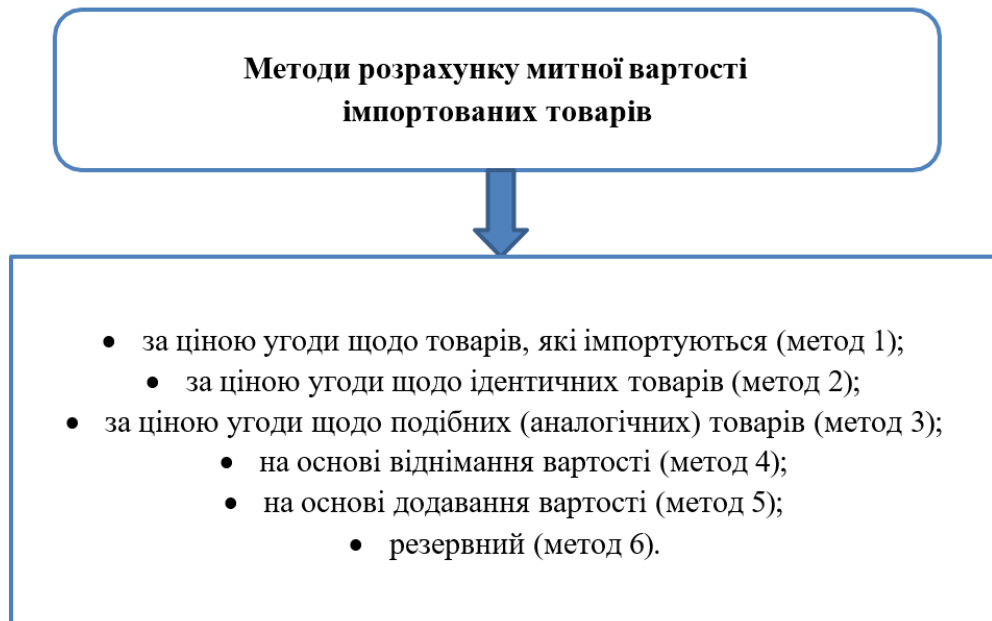 Методи розрахунку митної вартості
імпортованих товарів
• за ціною угоди щодо товарів, які імпортуються (метод 1);
• за ціною угоди щодо ідентичних товарів (метод 2);
• за ціною угоди щодо подібних (аналогічних) товарів (метод 3);
• на основі віднімання вартості (метод 4);
• на основі додавання вартості (метод 5);
• резервний (метод 6).